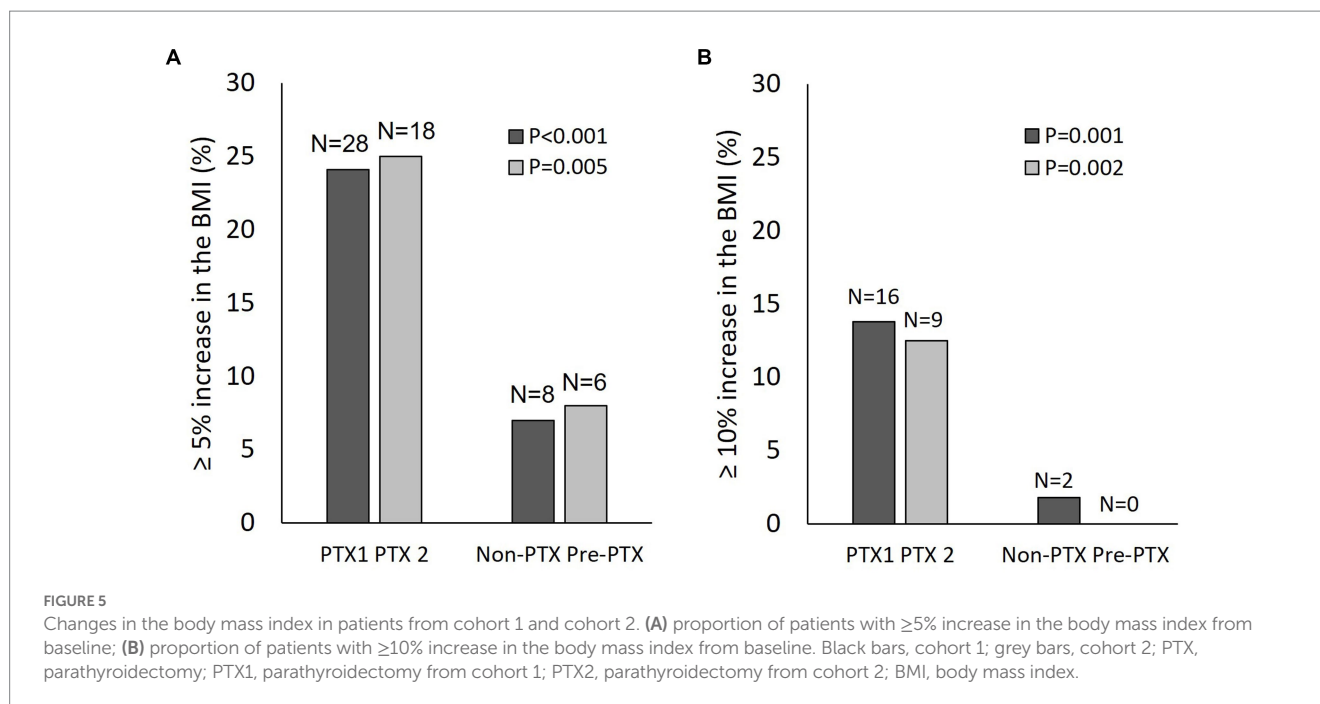 A
≥ 5% increase in the BMI (%)
30
25
20
15
10
5
0
N=28
N=18
N=8
N=6
P<0.001
P=0.005
PTX1 PTX 2
Non-PTX Pre-PTX
B
≥ 10% increase in the BMI (%)
30
25
20
15
10
5
0
N=16
N=9
N=2
N=0
P=0.001
P=0.002
PTX1 PTX 2
Non-PTX Pre-PTX
FIGURE 5
Changes in the body mass index in patients from cohort 1 and cohort 2. (A) proportion of patients with ≥5% increase in the body mass index from
baseline; (B) proportion of patients with ≥10% increase in the body mass index from baseline. Black bars, cohort 1; grey bars, cohort 2; PTX,
parathyroidectomy; PTX1, parathyroidectomy from cohort 1; PTX2, parathyroidectomy from cohort 2; BMI, body mass index.